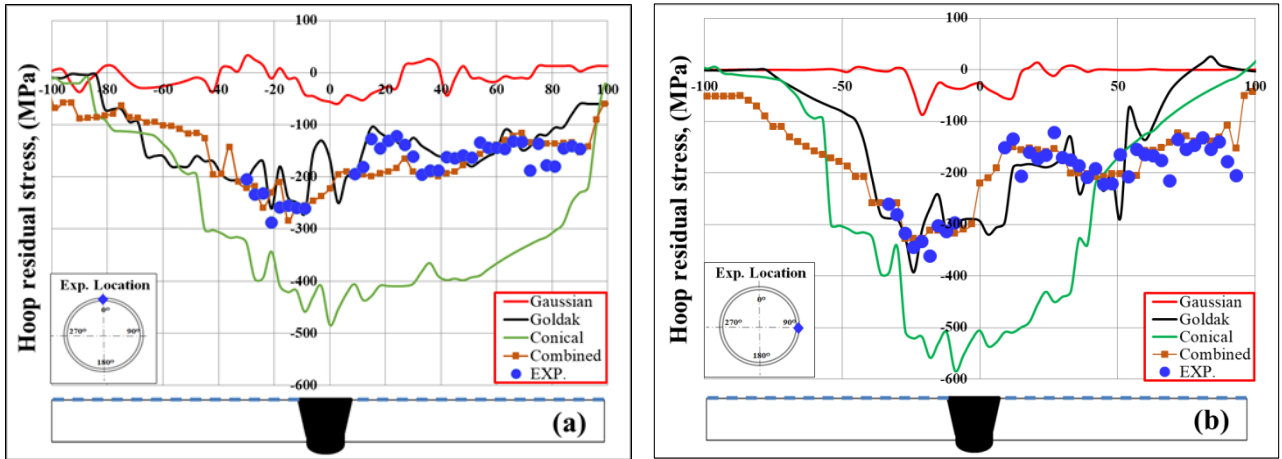 Hoop residual stress, (MPa)
100
0
-100 -80 -60 -40 -20 0 20 40 60 80 100
-100
-200
-300
-400
-500
-600
Exp. Location
0°
270° 90°
180°
Gaussian
Goldak
Conical
Combined
EXP.
(a)
Hoop residual stress, (MPa)
100
0
-100 -50 0 50 100
-100
-200
-300
-400
-500
-600
Exp. Location
0°
270° 90°
180°
Gaussian
Goldak
Conical
Combined
EXP.
(b)